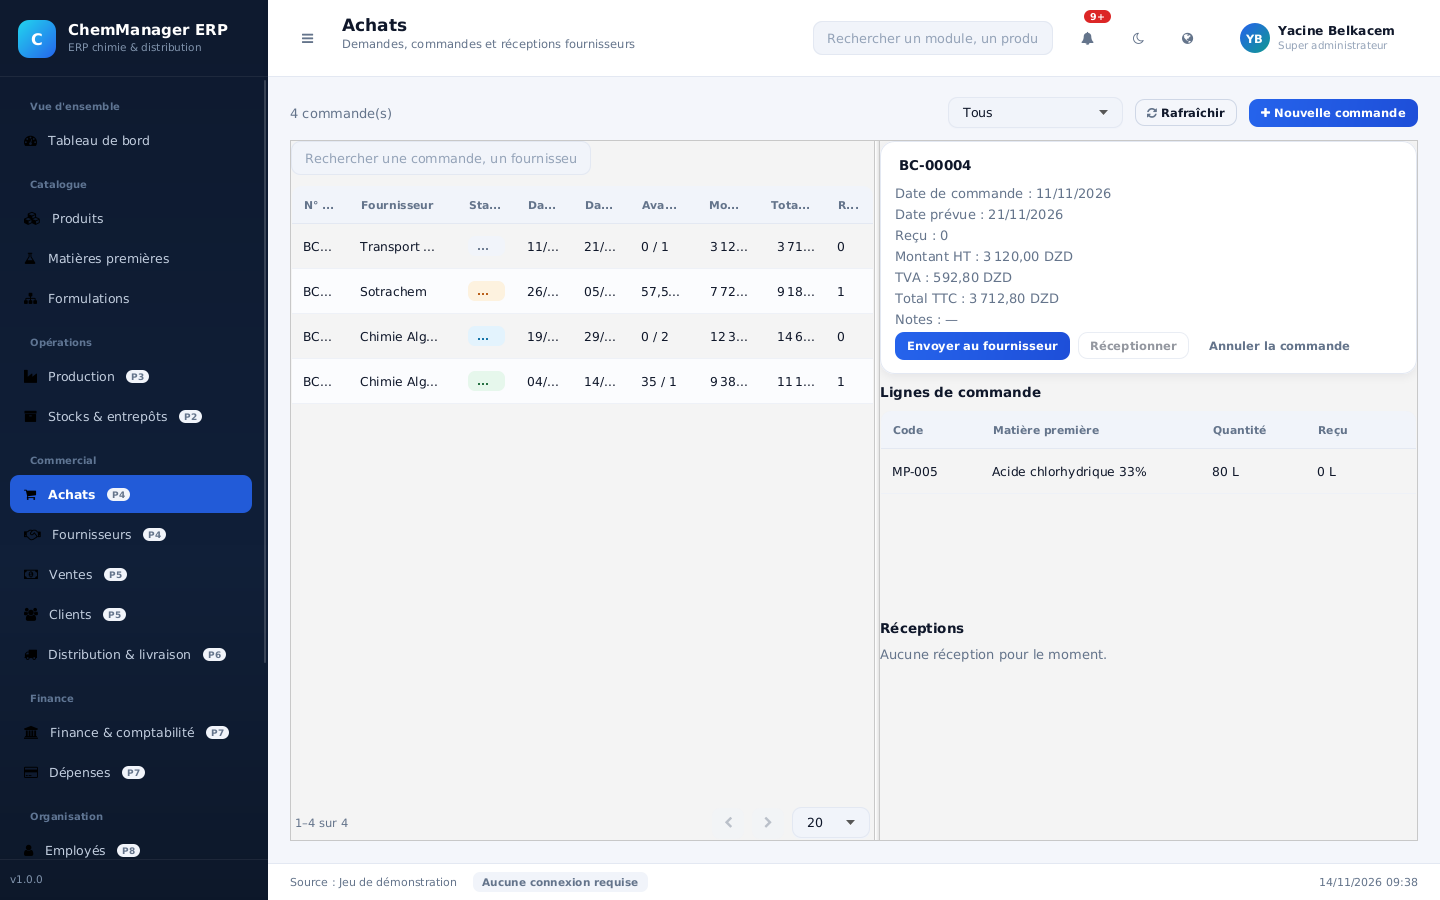 C
ChemManager ERP
ERP chimie & distribution
Vue d'ensemble
Tableau de bord
Catalogue
Produits
Matières premières
Formulations
Opérations
Production P3
Stocks & entrepôts P2
Commercial
Achats P4
Fournisseurs P4
Ventes P5
Clients P5
Distribution & livraison P6
Finance
Finance & comptabilité P7
Dépenses P7
Organisation
Employés P8
v1.0.0
Achats
Demandes, commandes et réceptions fournisseurs
Rechercher un module, un produ
9+
YB
Yacine Belkacem
Super administrateur
4 commande(s)
Tous
Rafraîchir
Nouvelle commande
Rechercher une commande, un fournisseu
N° ... Fournisseur Sta... Da... Da... Ava... Mo... Tota... R...
BC... Transport ... ... 11/... 21/... 0 / 1 3 12... 3 71... 0
BC... Sotrachem ... 26/... 05/... 57,5... 7 72... 9 18... 1
BC... Chimie Alg... ... 19/... 29/... 0 / 2 12 3... 14 6... 0
BC... Chimie Alg... ... 04/... 14/... 35 / 1 9 38... 11 1... 1
1–4 sur 4
20
BC-00004
Date de commande : 11/11/2026
Date prévue : 21/11/2026
Reçu : 0
Montant HT : 3 120,00 DZD
TVA : 592,80 DZD
Total TTC : 3 712,80 DZD
Notes : —
Envoyer au fournisseur Réceptionner Annuler la commande
Lignes de commande
Code Matière première Quantité Reçu
MP-005 Acide chlorhydrique 33% 80 L 0 L
Réceptions
Aucune réception pour le moment.
Source : Jeu de démonstration Aucune connexion requise
14/11/2026 09:38